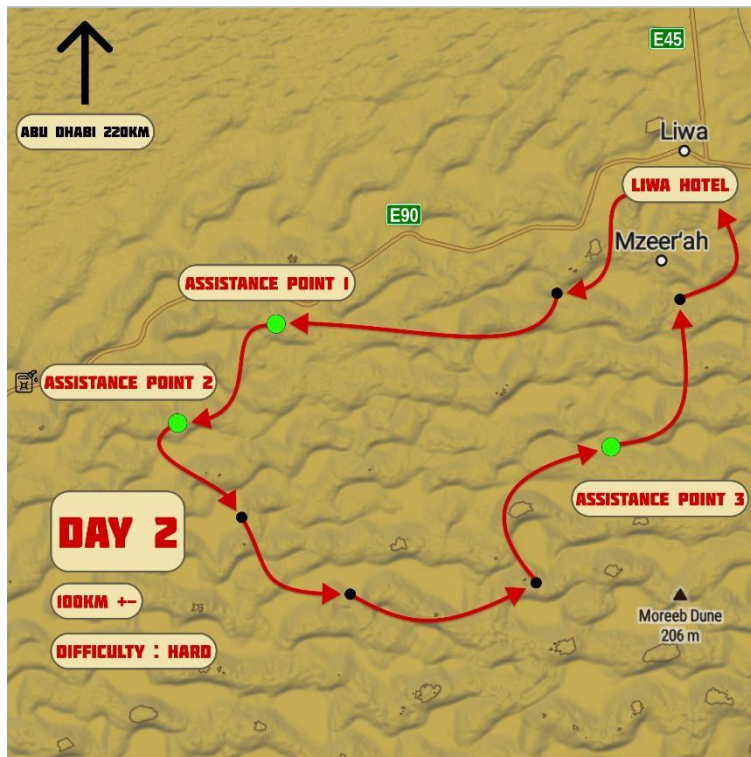 E45
ABU DHABI 220KM
Liwa
LIWA HOTEL
E90
Mzeer'ah
ASSISTANCE POINT 1
ASSISTANCE POINT 2
ASSISTANCE POINT 3
DAY 2
100KM +-
DIFFICULTY : HARD
Moreeb Dune
206 m